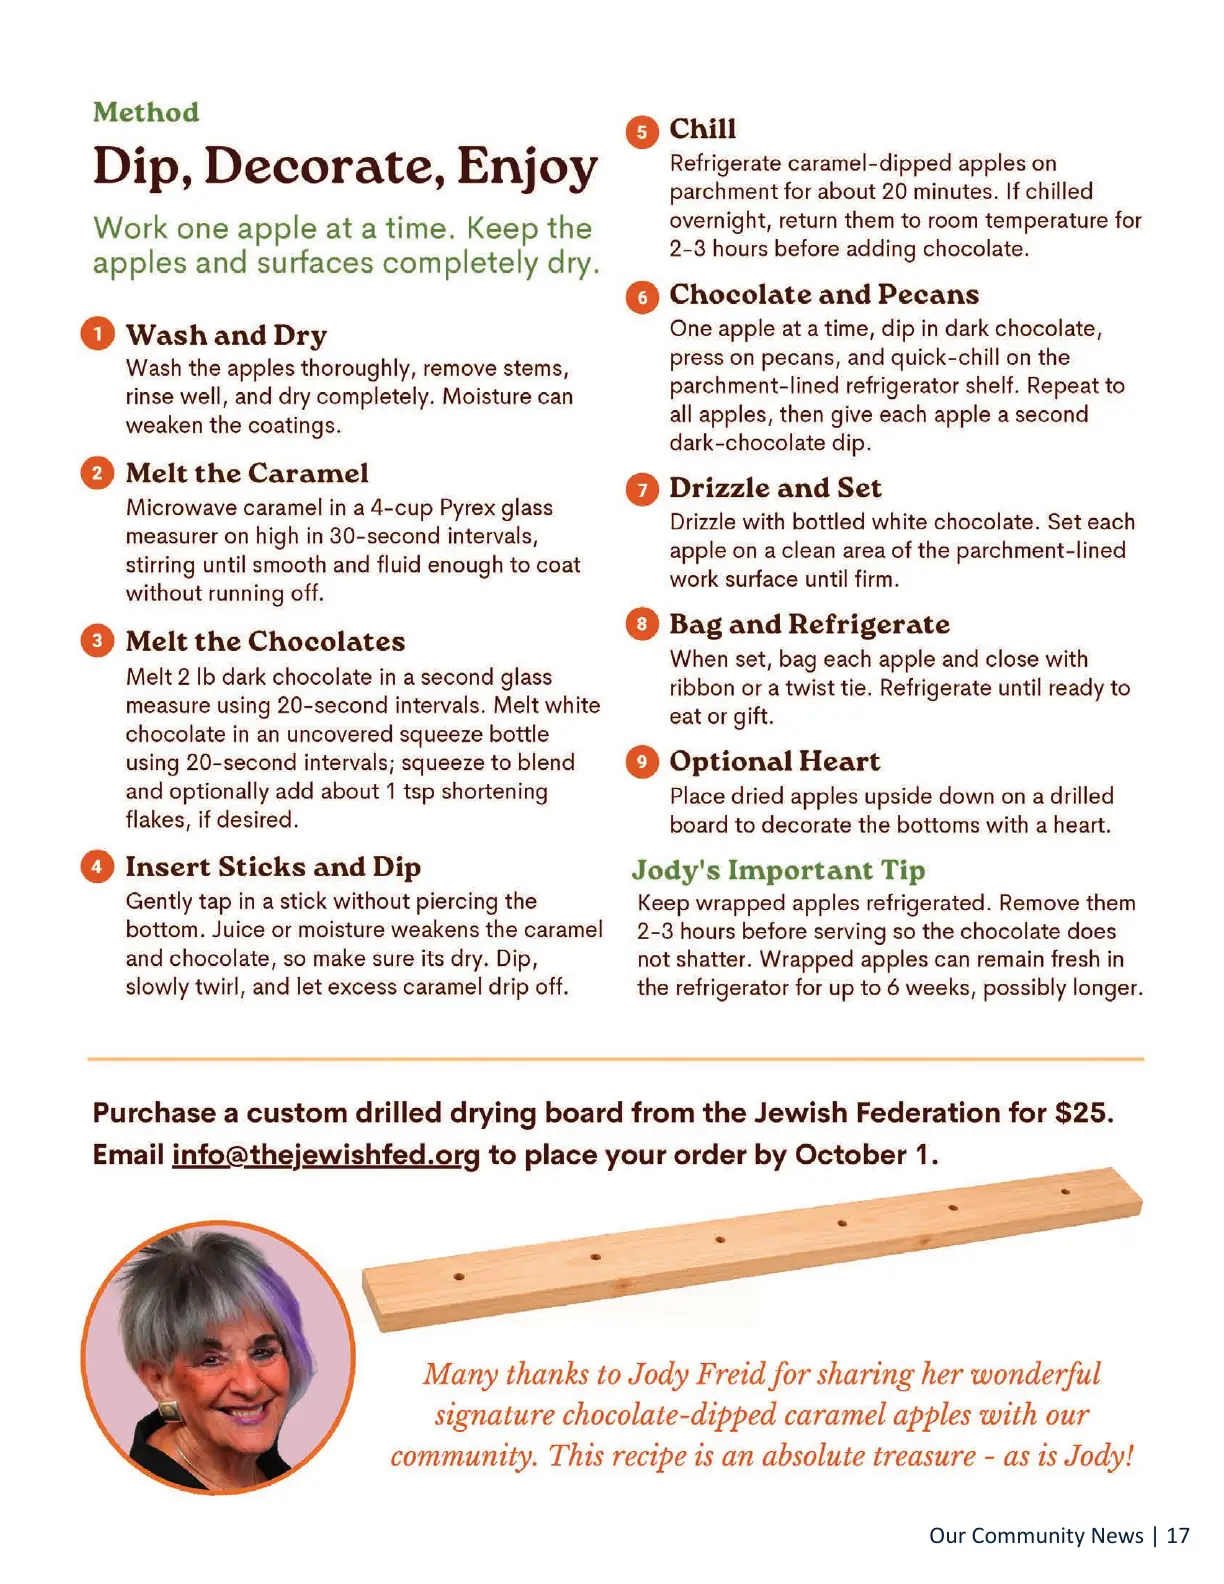 Method
Dip, Decorate, Enjoy
Work one apple at a time. Keep the
apples and surfaces completely dry.
1 Wash and Dry
Wash the apples thoroughly, remove stems,
rinse well, and dry completely. Moisture can
weaken the coatings.
2 Melt the Caramel
Microwave caramel in a 4-cup Pyrex glass
measurer on high in 30-second intervals,
stirring until smooth and fluid enough to coat
without running off.
3 Melt the Chocolates
Melt 2 lb dark chocolate in a second glass
measure using 20-second intervals. Melt white
chocolate in an uncovered squeeze bottle
using 20-second intervals; squeeze to blend
and optionally add about 1 tsp shortening
flakes, if desired.
4 Insert Sticks and Dip
Gently tap in a stick without piercing the
bottom. Juice or moisture weakens the caramel
and chocolate, so make sure its dry. Dip,
slowly twirl, and let excess caramel drip off.
5 Chill
Refrigerate caramel-dipped apples on
parchment for about 20 minutes. If chilled
overnight, return them to room temperature for
2-3 hours before adding chocolate.
6 Chocolate and Pecans
One apple at a time, dip in dark chocolate,
press on pecans, and quick-chill on the
parchment-lined refrigerator shelf. Repeat to
all apples, then give each apple a second
dark-chocolate dip.
7 Drizzle and Set
Drizzle with bottled white chocolate. Set each
apple on a clean area of the parchment-lined
work surface until firm.
8 Bag and Refrigerate
When set, bag each apple and close with
ribbon or a twist tie. Refrigerate until ready to
eat or gift.
9 Optional Heart
Place dried apples upside down on a drilled
board to decorate the bottoms with a heart.
Jody's Important Tip
Keep wrapped apples refrigerated. Remove them
2-3 hours before serving so the chocolate does
not shatter. Wrapped apples can remain fresh in
the refrigerator for up to 6 weeks, possibly longer.
Purchase a custom drilled drying board from the Jewish Federation for $25.
Email info@thejewishfed.org to place your order by October 1.
Many thanks to Jody Freid for sharing her wonderful
signature chocolate-dipped caramel apples with our
community. This recipe is an absolute treasure - as is Jody!
Our Community News | 17